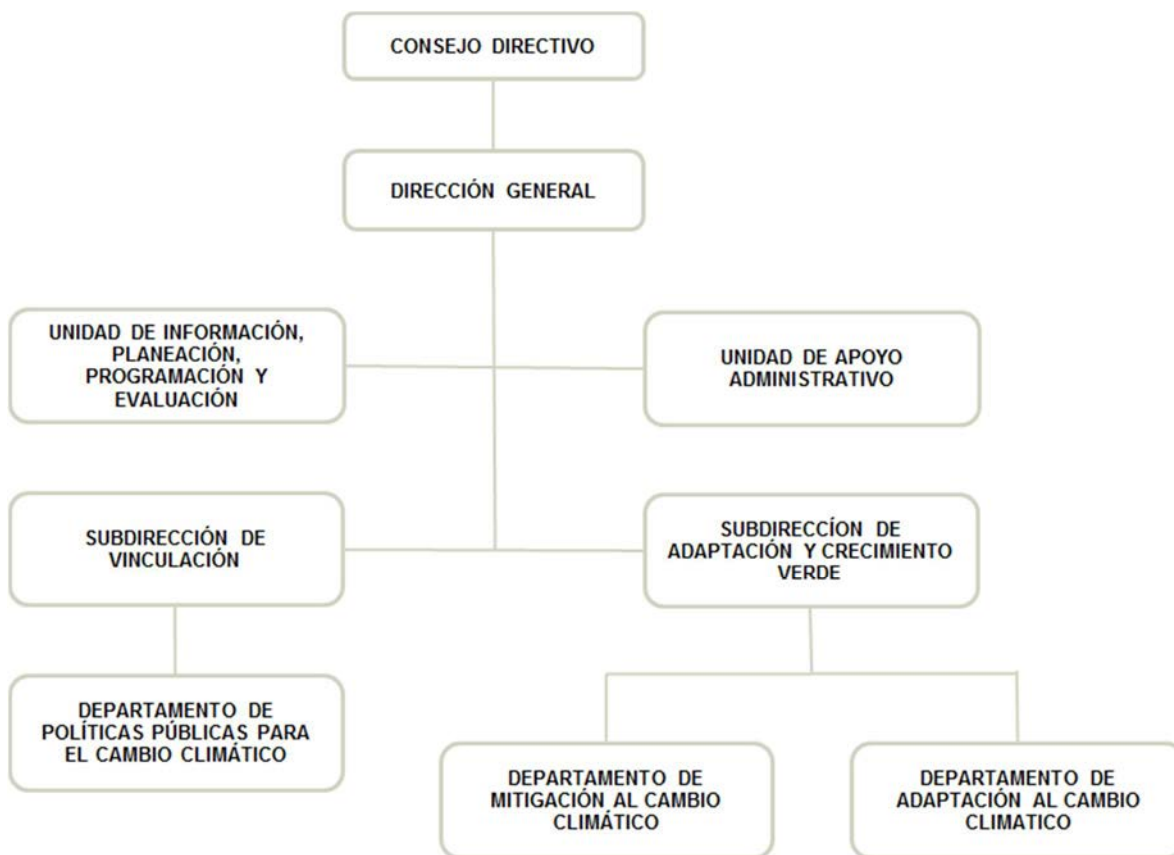 CONSEJO DIRECTIVO
DIRECCIÓN GENERAL
UNIDAD DE INFORMACIÓN,
PLANEACIÓN,
PROGRAMACIÓN Y
EVALUACIÓN
UNIDAD DE APOYO
ADMINISTRATIVO
SUBDIRECCIÓN DE
VINCULACIÓN
SUBDIRECCÍON DE
ADAPTACIÓN Y CRECIMIENTO
VERDE
DEPARTAMENTO DE
POLÍTICAS PÚBLICAS PARA
EL CAMBIO CLIMÁTICO
DEPARTAMENTO DE
MITIGACIÓN AL CAMBIO
CLIMÁTICO
DEPARTAMENTO DE
ADAPTACIÓN AL CAMBIO
CLIMATICO